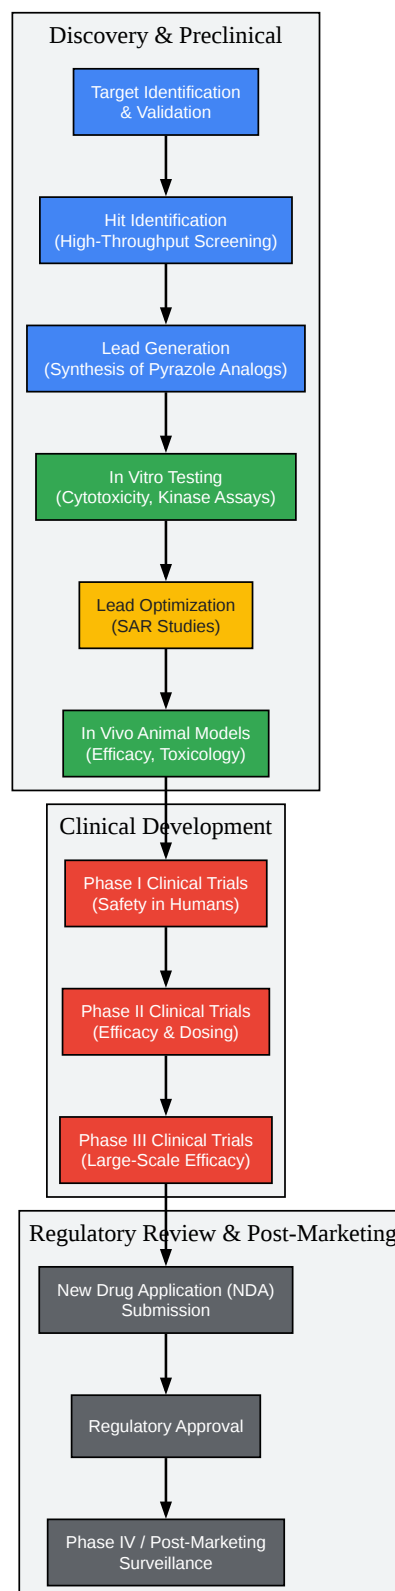 Discovery & Preclinical
Target Identification
& Validation
Hit Identification
(High-Throughput Screening)
Lead Generation
(Synthesis of Pyrazole Analogs)
In Vitro Testing
(Cytotoxicity, Kinase Assays)
Lead Optimization
(SAR Studies)
In Vivo Animal Models
(Efficacy, Toxicology)
Clinical Development
Phase I Clinical Trials
(Safety in Humans)
Phase II Clinical Trials
(Efficacy & Dosing)
Phase III Clinical Trials
(Large-Scale Efficacy)
Regulatory Review & Post-Marketing
New Drug Application (NDA)
Submission
Regulatory Approval
Phase IV / Post-Marketing
Surveillance